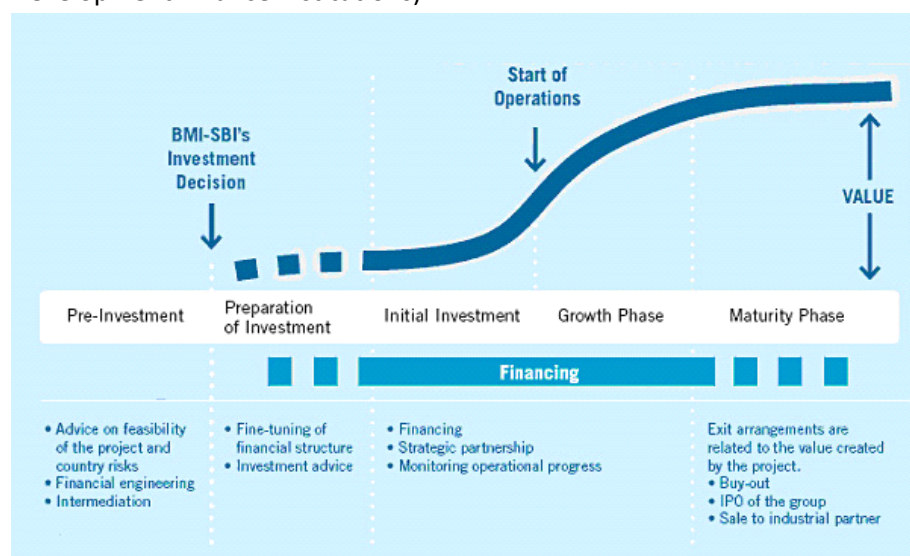 Start of
Operations
BMI-SBI's
Investment
Decision
VALUE
Pre-Investment
Preparation
of Investment
Initial Investment
Growth Phase
Maturity Phase
Financing
• Advice on feasibility
of the project and
country risks
• Financial engineering
• Intermediation
• Fine-tuning of
financial structure
• Investment advice
• Financing
• Strategic partnership
• Monitoring operational progress
Exit arrangements are
related to the value created
by the project.
• Buy-out
• IPO of the group
• Sale to industrial partner